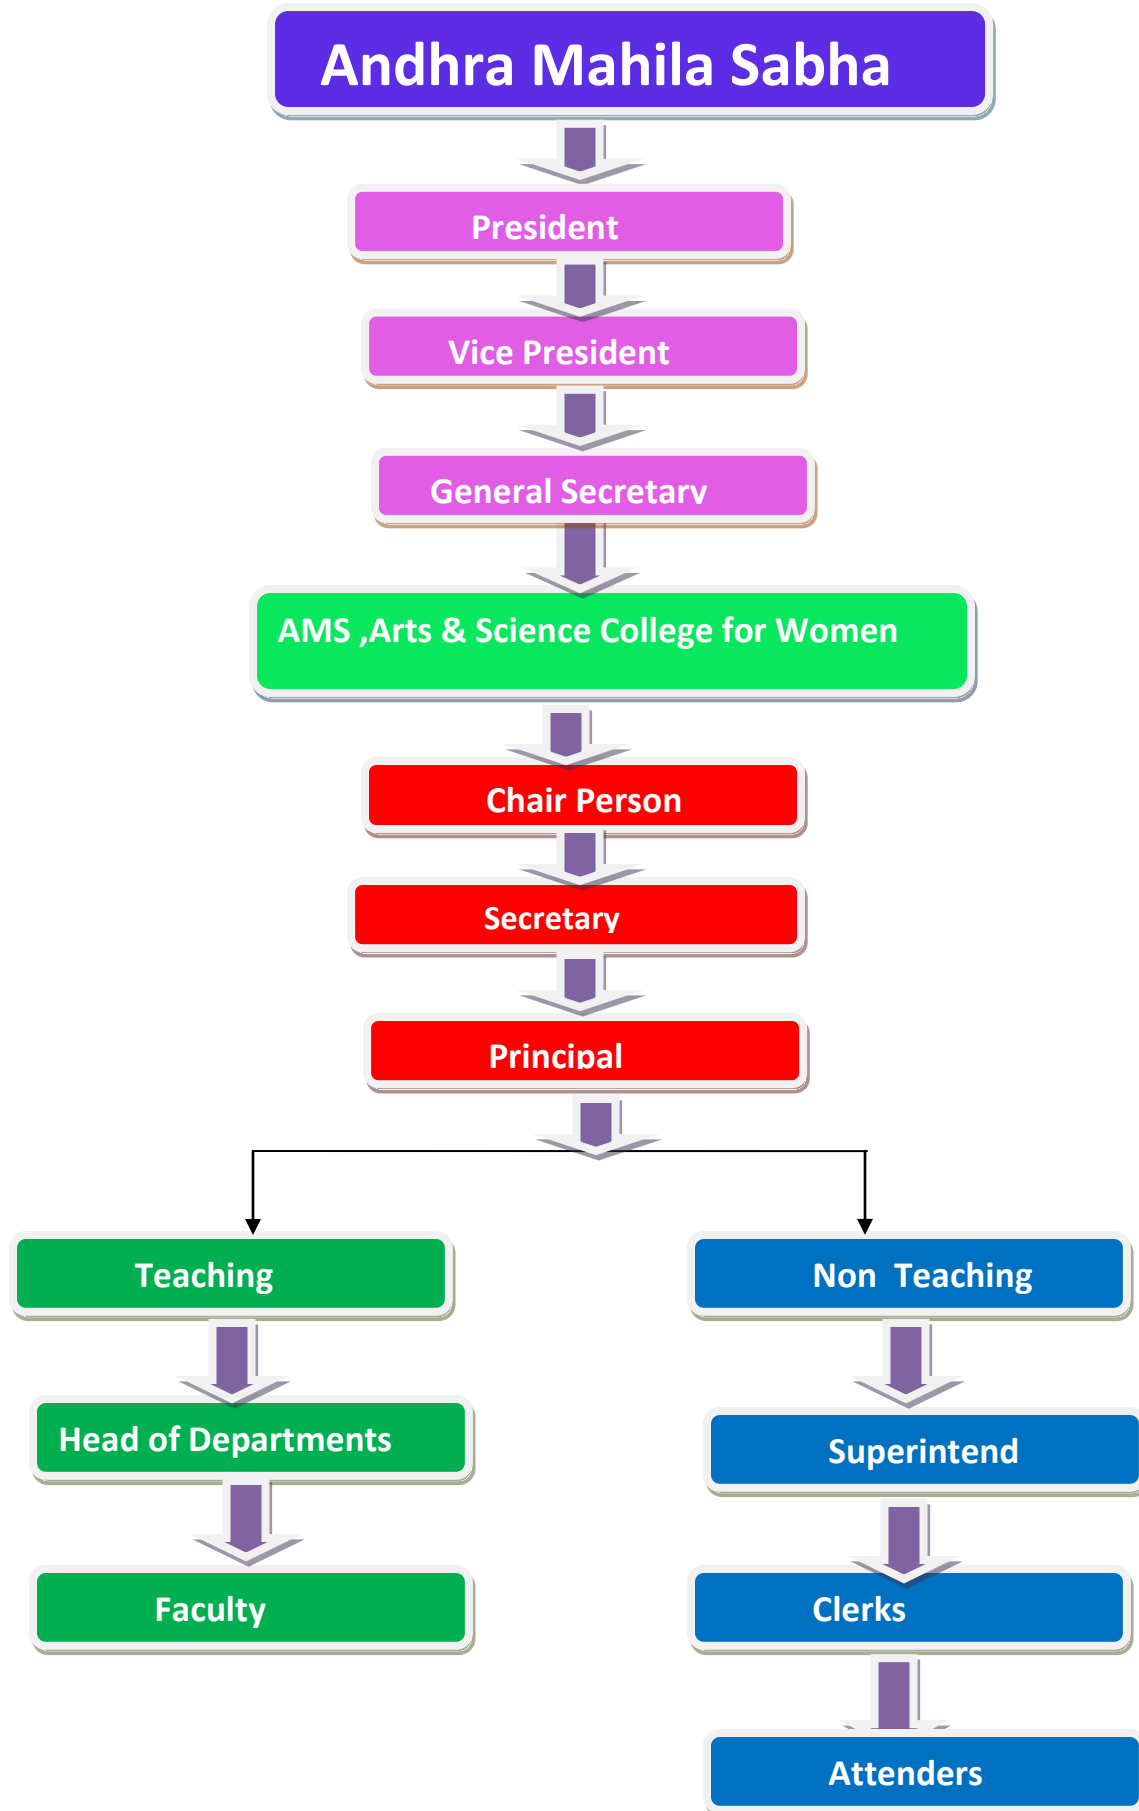 Andhra Mahila Sabha
President
Vice President
General Secretary
AMS ,Arts & Science College for Women
Chair Person
Secretary
Principal
Teaching
Non Teaching
Head of Departments
Superintend
Faculty
Clerks
Attenders